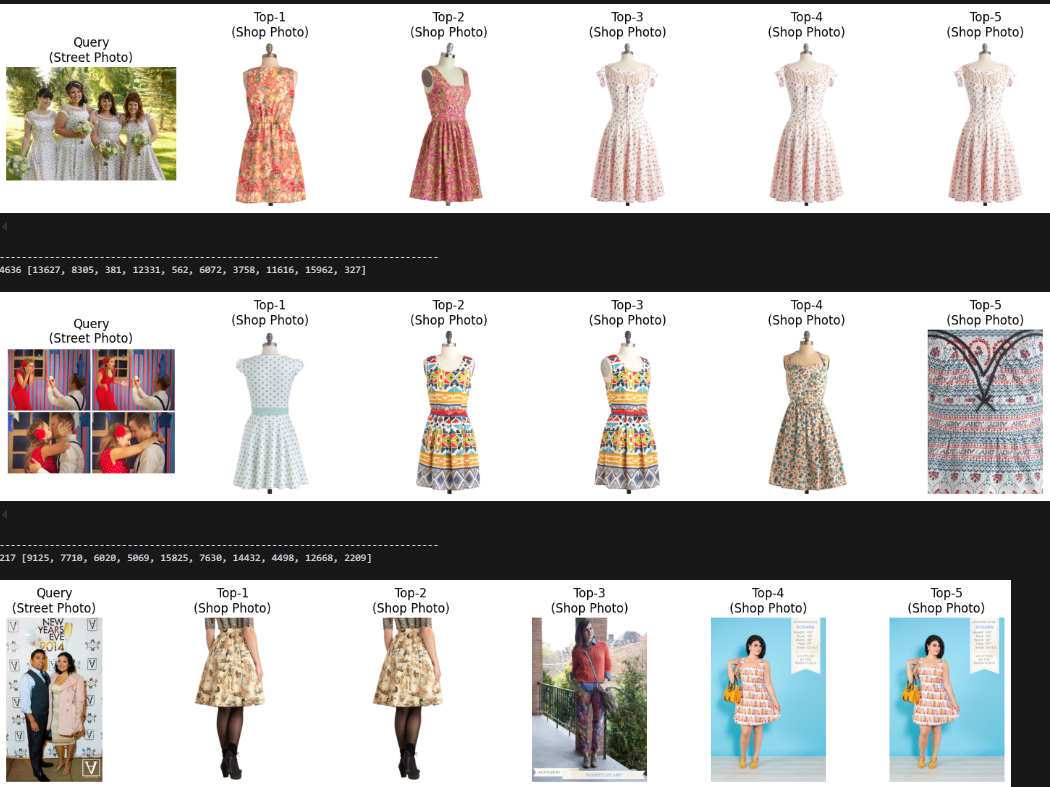 Top-1 Top-2 Top-3 Top-4 Top-5
Query (Shop Photo) (Shop Photo) (Shop Photo) (Shop Photo) (Shop Photo)
(Street Photo)
--------------------------------------------------------------------------------
4636 [13627, 8305, 381, 12331, 562, 6072, 3758, 11616, 15962, 327]
Top-1 Top-2 Top-3 Top-4 Top-5
Query (Shop Photo) (Shop Photo) (Shop Photo) (Shop Photo) (Shop Photo)
(Street Photo)
AHOY
--------------------------------------------------------------------------------
217 [9125, 7710, 6020, 5069, 15825, 7630, 14432, 4498, 12668, 2209]
Query Top-1 Top-2 Top-3 Top-4 Top-5
(Street Photo) (Shop Photo) (Shop Photo) (Shop Photo) (Shop Photo) (Shop Photo)
NEW
YEARS
EVE
2014